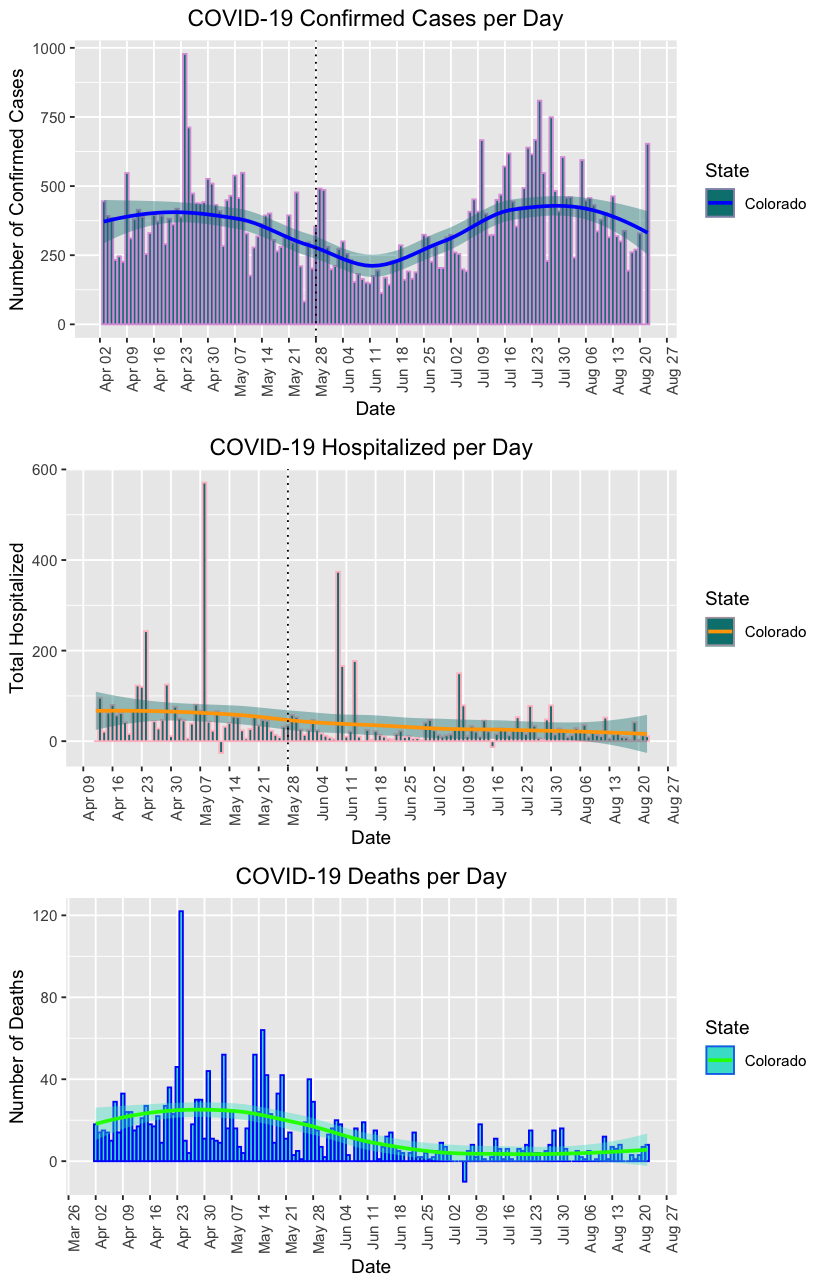 COVID-19 Confirmed Cases per Day
Number of Confirmed Cases
1000
750
500
250
0
Apr 02
Apr 09
Apr 16
Apr 23
Apr 30
May 07
May 14
May 21
May 28
Jun 04
Jun 11
Jun 18
Jun 25
Jul 02
Jul 09
Jul 16
Jul 23
Jul 30
Aug 06
Aug 13
Aug 20
Aug 27
Date
State
Colorado
COVID-19 Hospitalized per Day
Total Hospitalized
600
400
200
0
Apr 09
Apr 16
Apr 23
Apr 30
May 07
May 14
May 21
May 28
Jun 04
Jun 11
Jun 18
Jun 25
Jul 02
Jul 09
Jul 16
Jul 23
Jul 30
Aug 06
Aug 13
Aug 20
Aug 27
Date
State
Colorado
COVID-19 Deaths per Day
Number of Deaths
120
80
40
0
Mar 26
Apr 02
Apr 09
Apr 16
Apr 23
Apr 30
May 07
May 14
May 21
May 28
Jun 04
Jun 11
Jun 18
Jun 25
Jul 02
Jul 09
Jul 16
Jul 23
Jul 30
Aug 06
Aug 13
Aug 20
Aug 27
Date
State
Colorado